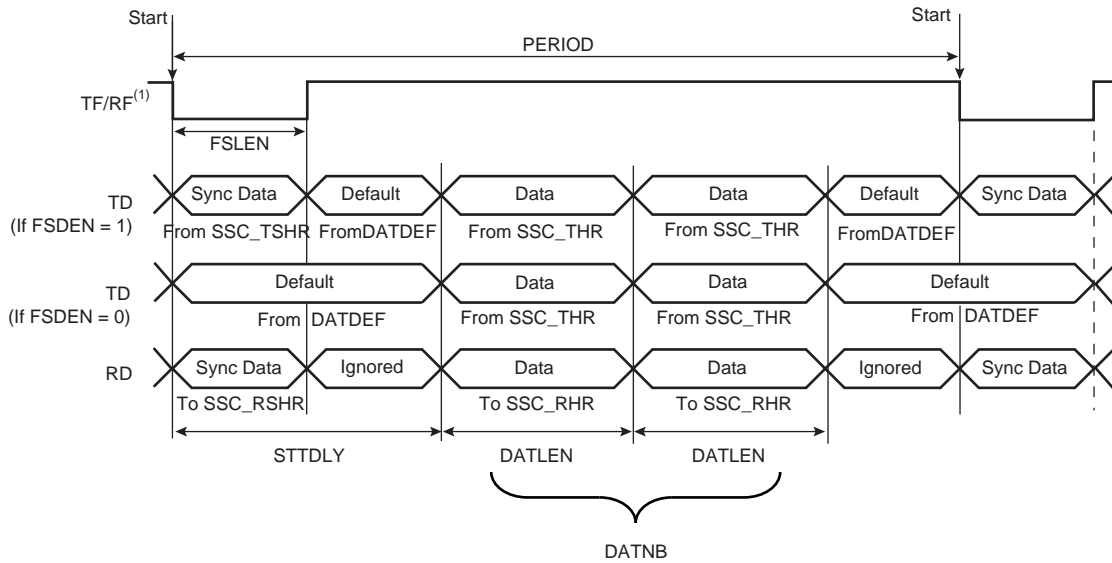 Start
Start
PERIOD
TF/RF(1)
FSLEN
TD
(If FSDEN = 1)
Sync Data
Default
Data
Data
Default
Sync Data
From SSC_TSHR
FromDATDEF
From SSC_THR
From SSC_THR
FromDATDEF
TD
(If FSDEN = 0)
Default
Data
Data
Default
From DATDEF
From SSC_THR
From SSC_THR
From DATDEF
RD
Sync Data
Ignored
Data
Data
Ignored
Sync Data
To SSC_RSHR
To SSC_RHR
To SSC_RHR
STTDLY
DATLEN
DATLEN
DATNB